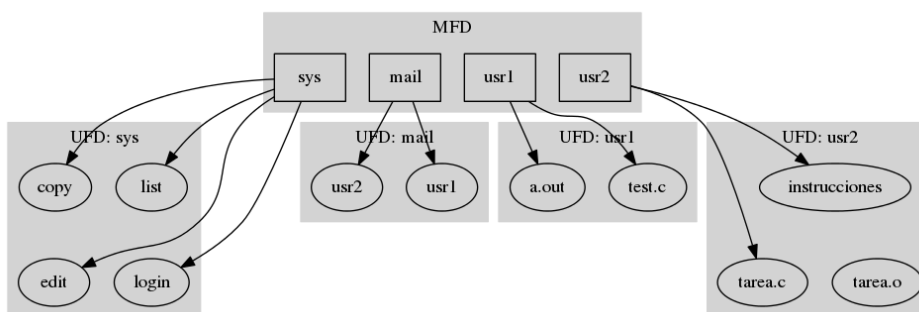 MFD
sys mail usr1 usr2
UFD: sys UFD: mail UFD: usr1 UFD: usr2
copy list usr2 usr1 a.out test.c instrucciones
edit login tarea.c tarea.o